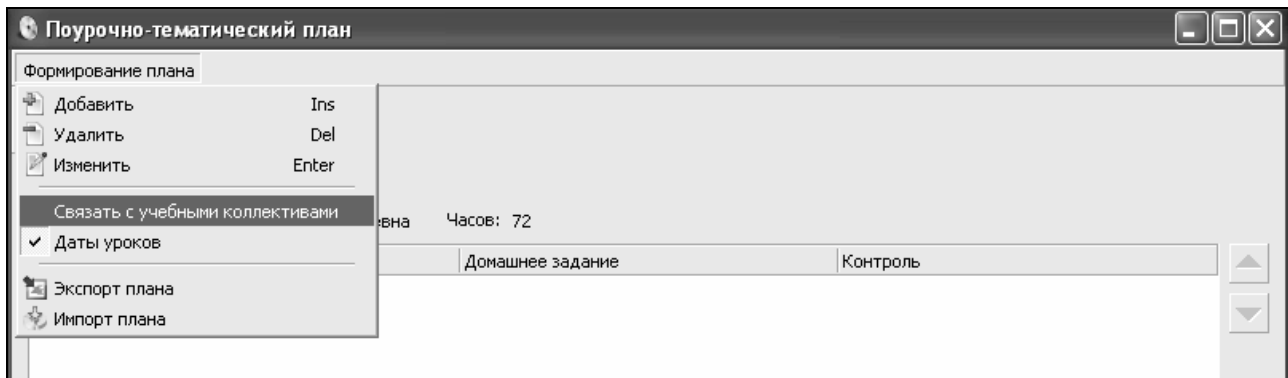 Поурочно-тематический план
Формирование плана
Добавить Ins
Удалить Del
Изменить Enter
Связать с учебными коллективами
вна Часов: 72
Даты уроков
Домашнее задание Контроль
Экспорт плана
Импорт плана